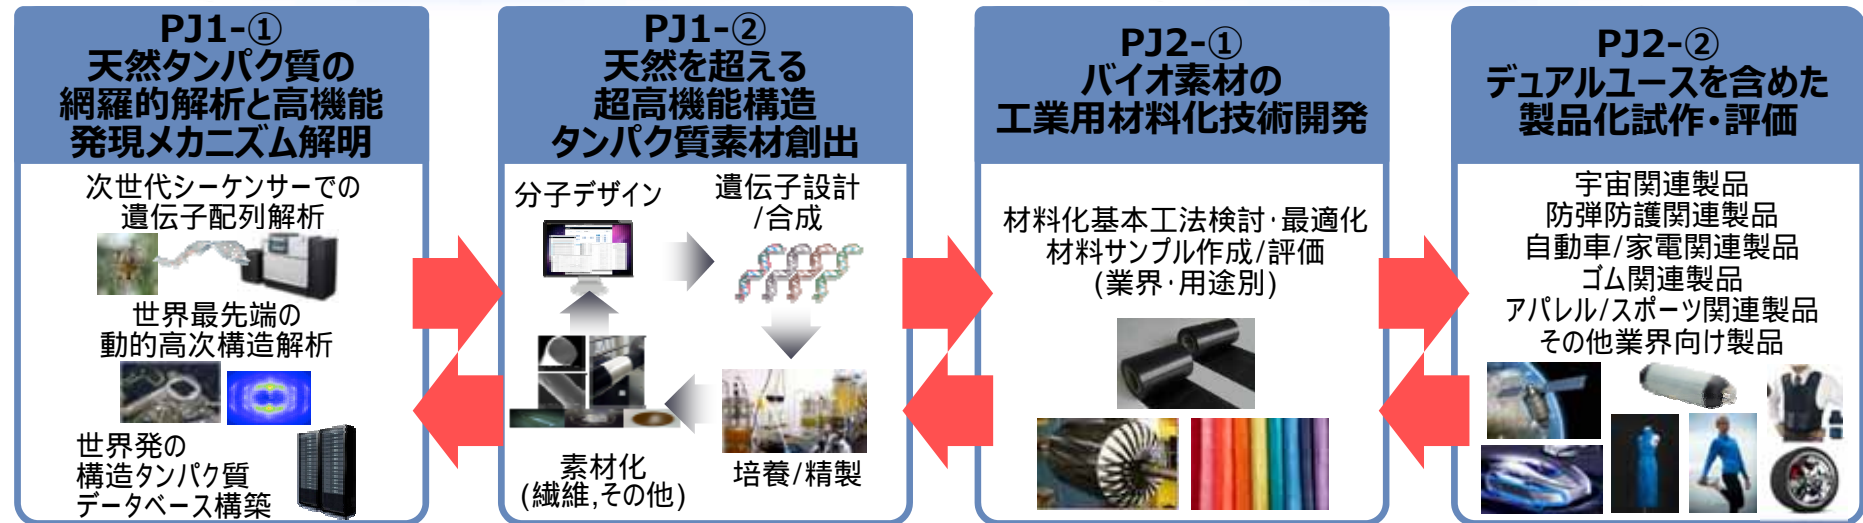 PJ1-①
天然タンパク質の
網羅的解析と高機能
発現メカニズム解明
次世代シーケンサーでの
遺伝子配列解析
世界最先端の
動的高次構造解析
世界発の
構造タンパク質
データベース構築
PJ1-②
天然を超える
超高機能構造
タンパク質素材創出
分子デザイン
遺伝子設計
/合成
培養/精製
素材化
(繊維,その他)
PJ2-①
バイオ素材の
工業用材料化技術開発
材料化基本工法検討・最適化
材料サンプル作成/評価
(業界・用途別)
PJ2-②
デュアルユースを含めた
製品化試作・評価
宇宙関連製品
防弾防護関連製品
自動車/家電関連製品
ゴム関連製品
アパレル/スポーツ関連製品
その他業界向け製品